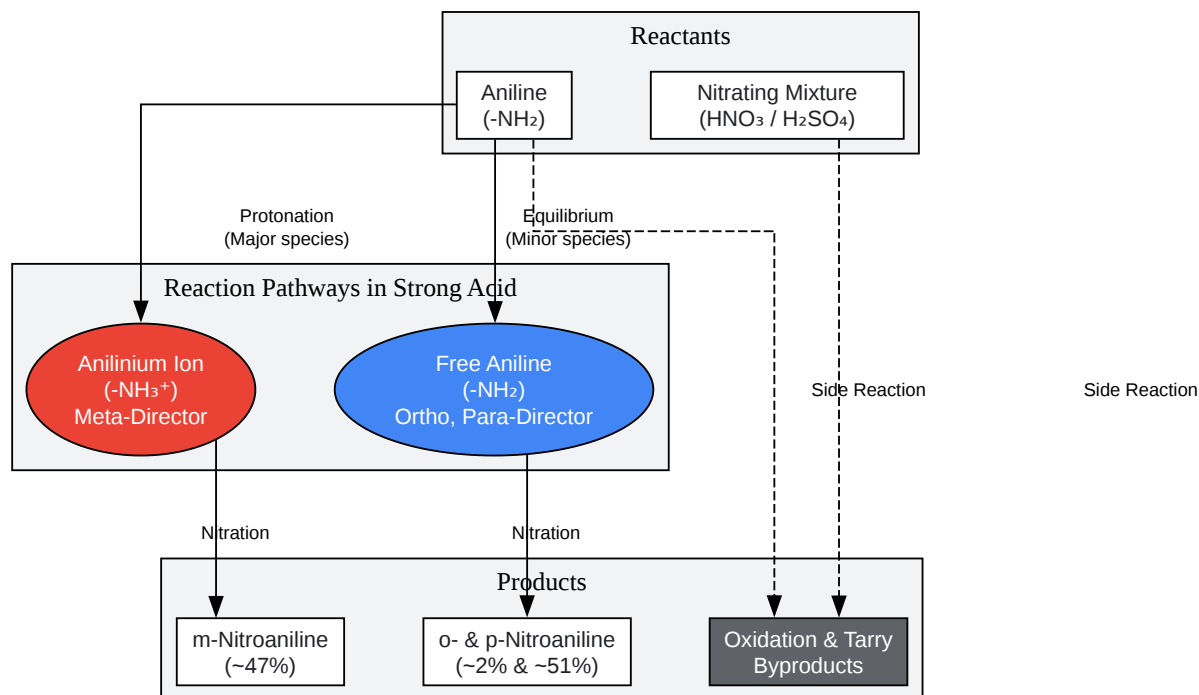 Reactants
Aniline
(-NH₂)
Nitrating Mixture
(HNO₃ / H₂SO₄)
Protonation
(Major species)
Equilibrium
(Minor species)
Reaction Pathways in Strong Acid
Anilinium Ion
(-NH₃⁺)
Meta-Director
Free Aniline
(-NH₂)
Ortho, Para-Director
Side Reaction
Side Reaction
Nitration
Nitration
Products
m-Nitroaniline
(~47%)
o- & p-Nitroaniline
(~2% & ~51%)
Oxidation & Tarry
Byproducts